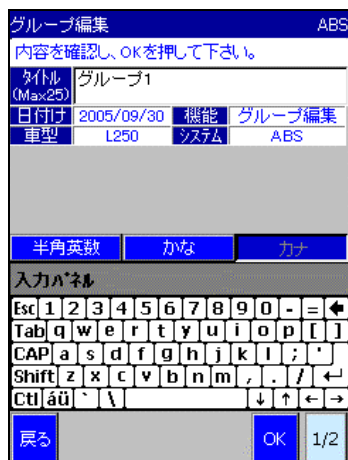 グループ編集 ABS
内容を確認し、OKを押して下さい。
タイトル グループ1
(Max25)
日付け 2005/09/30 機能 グループ編集
車型 L250 システム ABS
半角英数 かな カナ
入力パネル
Esc 1 2 3 4 5 6 7 8 9 0 - = ←
Tab q w e r t y u i o p [ ]
CAP a s d f g h j k l ; '
Shift z x c v b n m , . / ↵
Ctl áü ` \ ↓ ↑ ← →
戻る OK 1/2